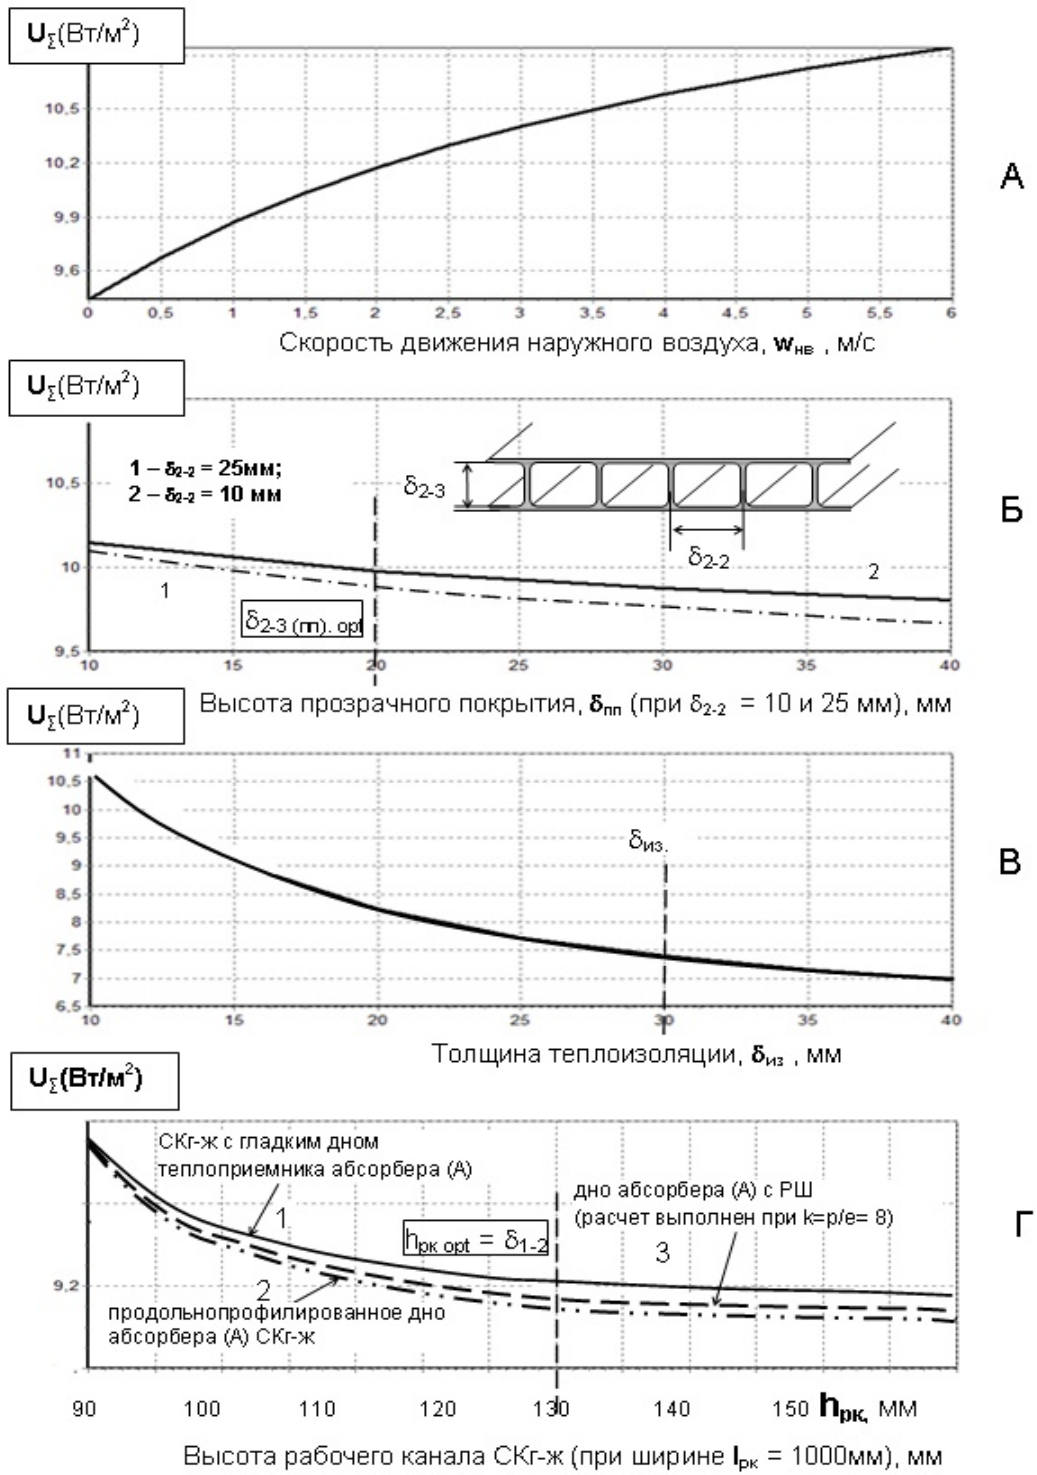 U∑(Вт/м²)
10,5
10,2
9,9
9,6
0 0,5 1 1,5 2 2,5 3 3,5 4 4,5 5 5,5 6
Скорость движения наружного воздуха, wнв , м/с
А
U∑(Вт/м²)
1 – δ2-2 = 25мм;
2 – δ2-2 = 10 мм
10,5
10
9,5
δ2-3
δ2-2
1
2
δ2-3 (пп). opt
10 15 20 25 30 35 40
Высота прозрачного покрытия, δпп (при δ2-2 = 10 и 25 мм), мм
Б
U∑(Вт/м²)
11
10,5
10
9,5
9
8,5
8
7,5
7
6,5
δиз.
10 15 20 25 30 35 40
Толщина теплоизоляции, δиз , мм
В
U∑(Вт/м²)
СКг-ж с гладким дном
теплоприемника абсорбера (А)
1
дно абсорбера (А) с РШ
(расчет выполнен при k=p/e= 8)
hрк opt = δ1-2
3
9,2
2
продольнопрофилированное дно
абсорбера (А) СКг-ж
90 100 110 120 130 140 150 hрк, мм
Высота рабочего канала СКг-ж (при ширине lрк = 1000мм), мм
Г